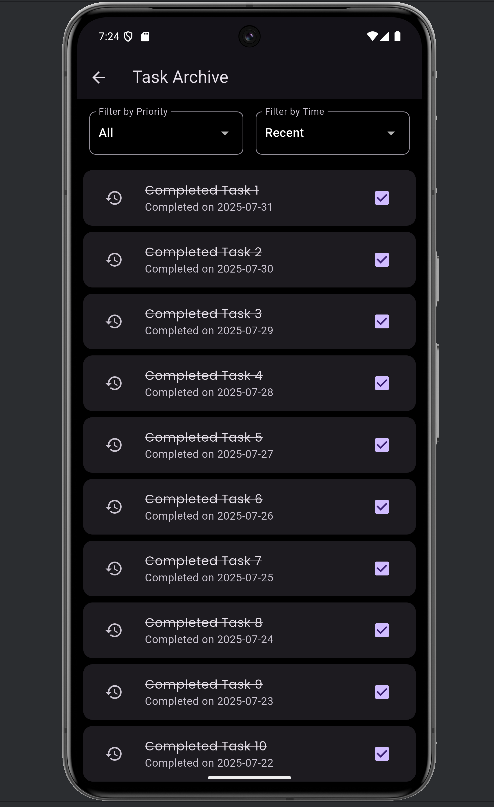 7:24
Task Archive
Filter by Priority
All
Filter by Time
Recent
Completed Task 1
Completed on 2025-07-31
Completed Task 2
Completed on 2025-07-30
Completed Task 3
Completed on 2025-07-29
Completed Task 4
Completed on 2025-07-28
Completed Task 5
Completed on 2025-07-27
Completed Task 6
Completed on 2025-07-26
Completed Task 7
Completed on 2025-07-25
Completed Task 8
Completed on 2025-07-24
Completed Task 9
Completed on 2025-07-23
Completed Task 10
Completed on 2025-07-22